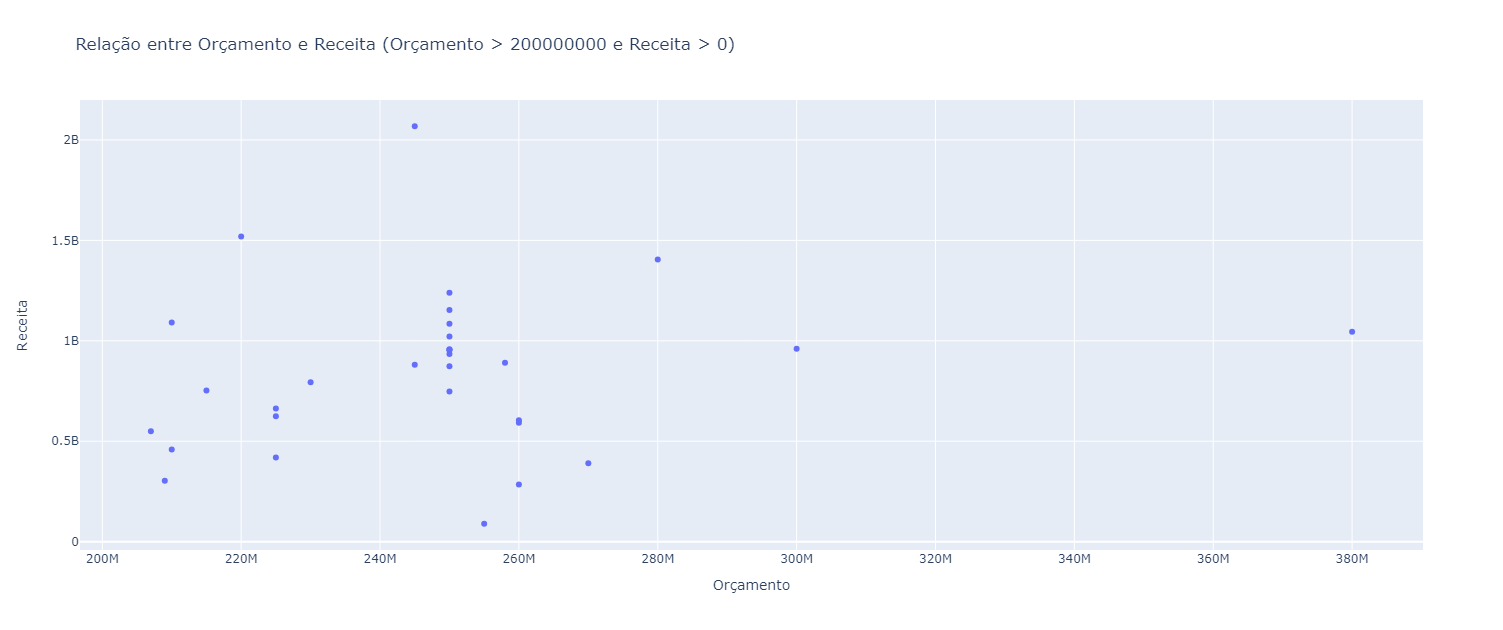 Relação entre Orçamento e Receita (Orçamento > 200000000 e Receita > 0)
2B
1.5B
1B
0.5B
0
Receita
200M 220M 240M 260M 280M 300M 320M 340M 360M 380M
Orçamento